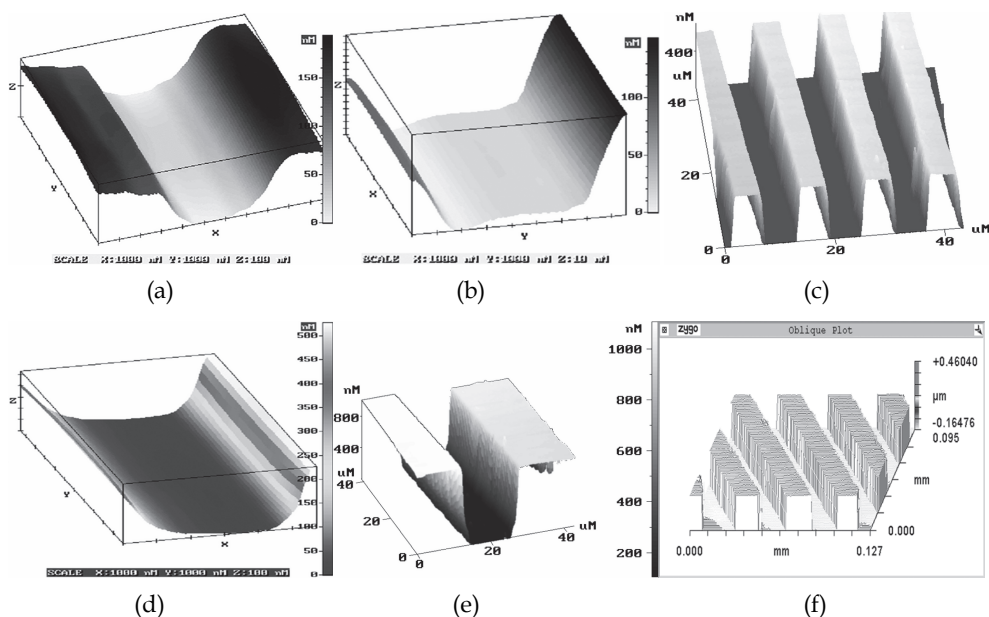 nM
150
100
50
0
Z
Y
X
SCALE X:1000 nM Y:1000 nM Z:100 nM
(a)
nM
100
50
0
Z
X
Y
SCALE X:1000 nM Y:1000 nM Z:10 nM
(b)
nM
400
uM
40
20
0
0
20
40
uM
(c)
nM
500
450
400
350
300
250
200
150
100
50
0
Z
Y
X
SCALE X:1000 nM Y:1000 nM Z:100 nM
(d)
nM
800
400
uM
40
20
0
0
20
40
uM
(e)
nM
1000
800
600
400
200
zygo
Oblique Plot
+0.46040
µm
-0.16476
0.095
mm
0.000
0.000
mm
0.127
(f)